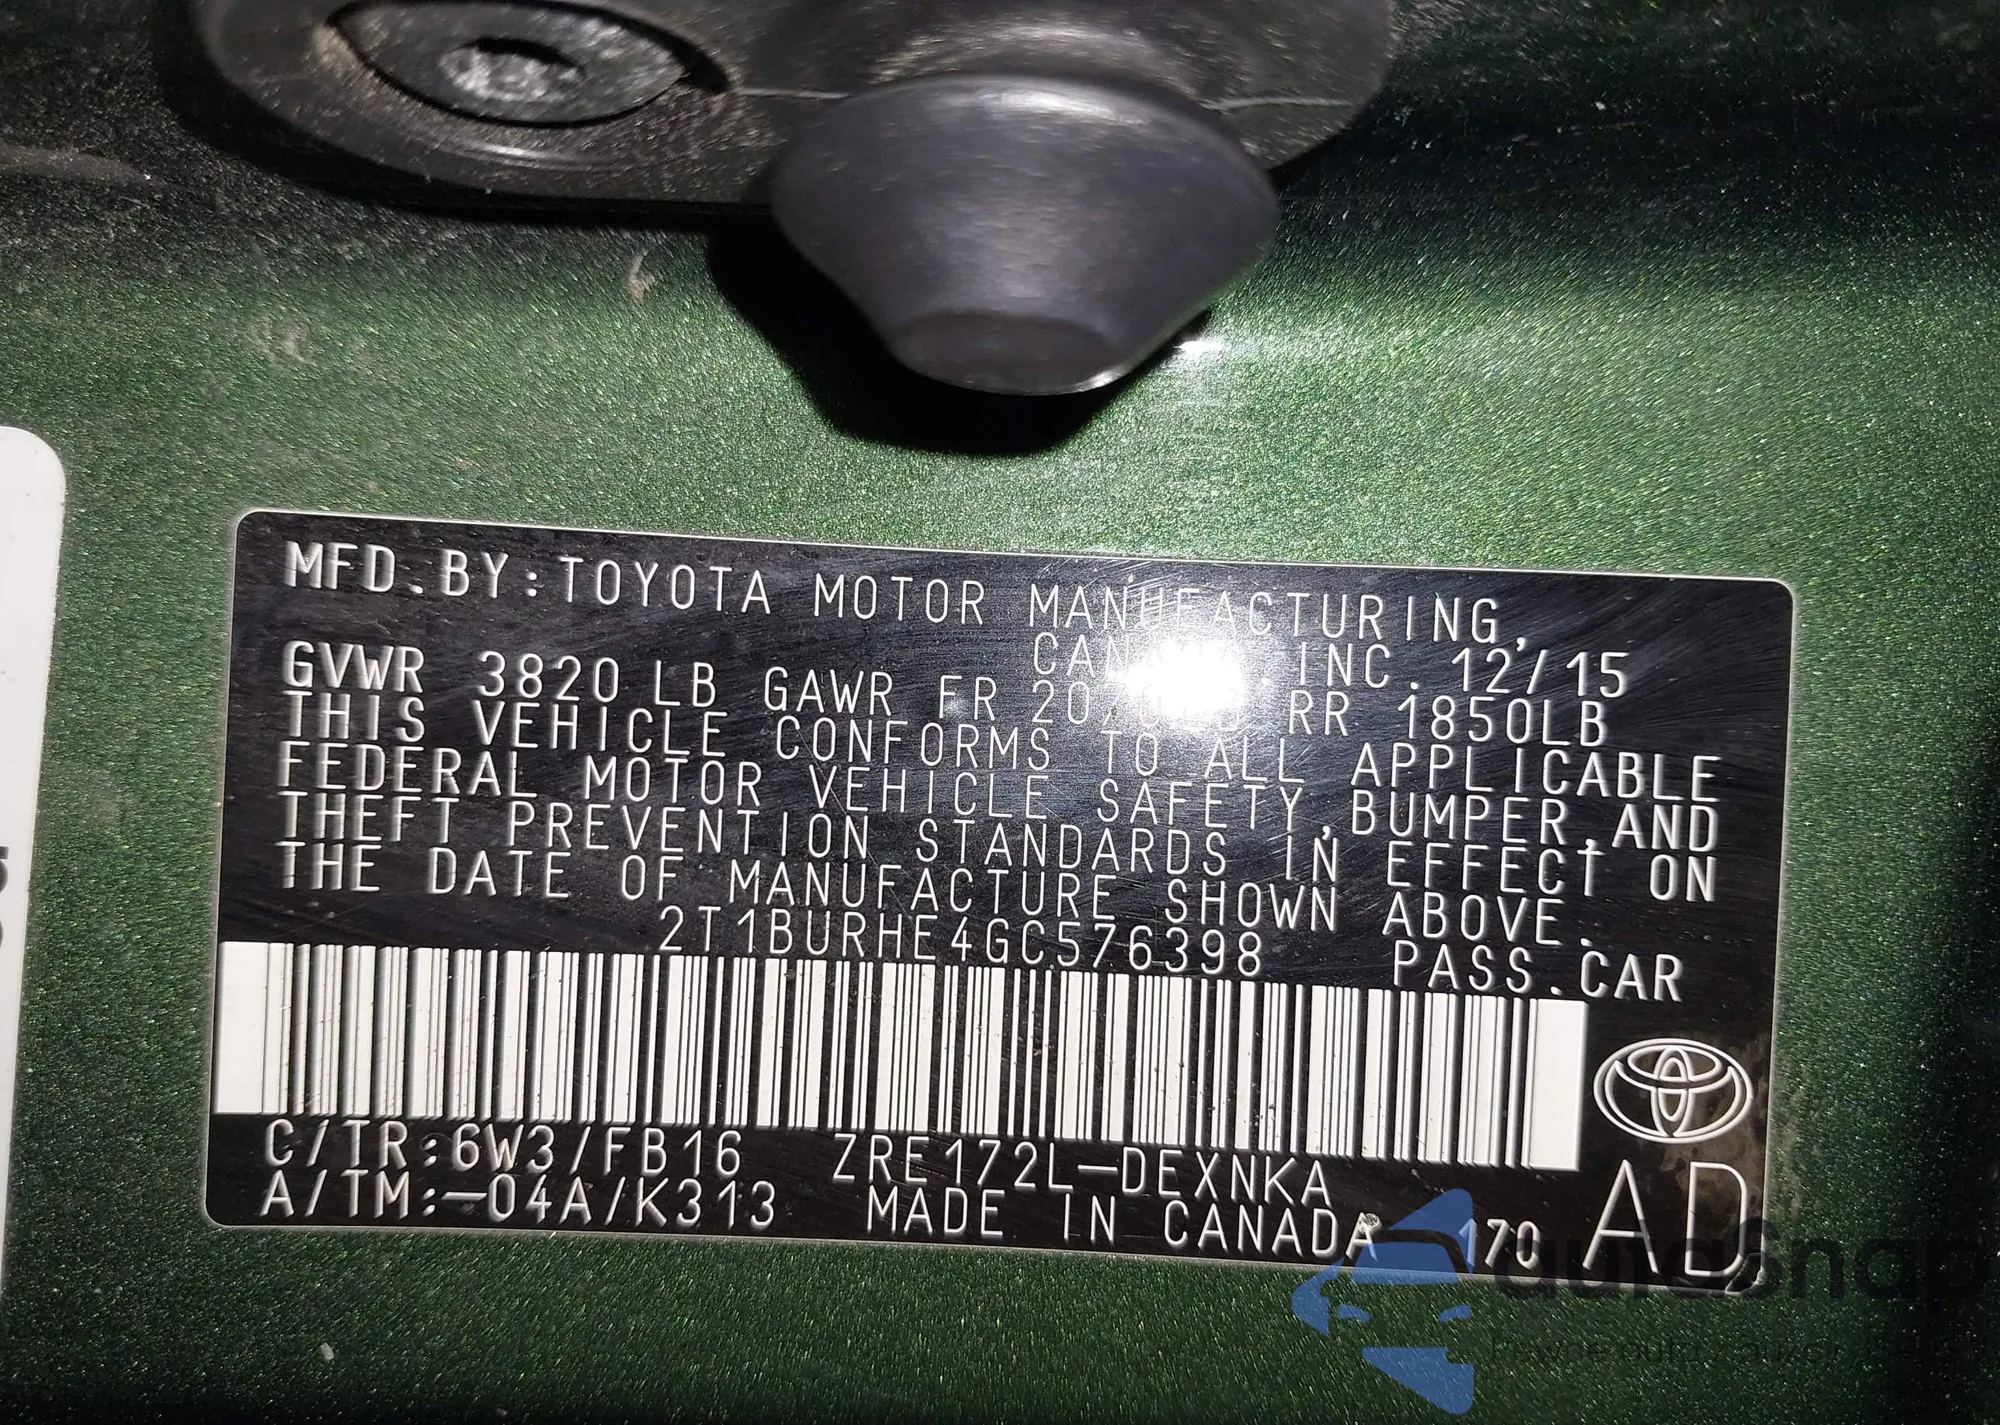 MFD.BY:TOYOTA MOTOR MANUFACTURING,
CANADA, INC. 12/15
GVWR 3820 LB GAWR FR RR 1850LB
THIS VEHICLE CONFORMS TO ALL APPLICABLE
FEDERAL MOTOR VEHICLE SAFETY,BUMPER,AND
THEFT PREVENTION STANDARDS IN EFFECT ON
THE DATE OF MANUFACTURE SHOWN ABOVE.
2T1BURHE4GC576398 PASS.CAR
C/TR:6W3/FB16 ZRE172L-DEXNKA
A/TM:-04A/K313 MADE IN CANADA 170 AD